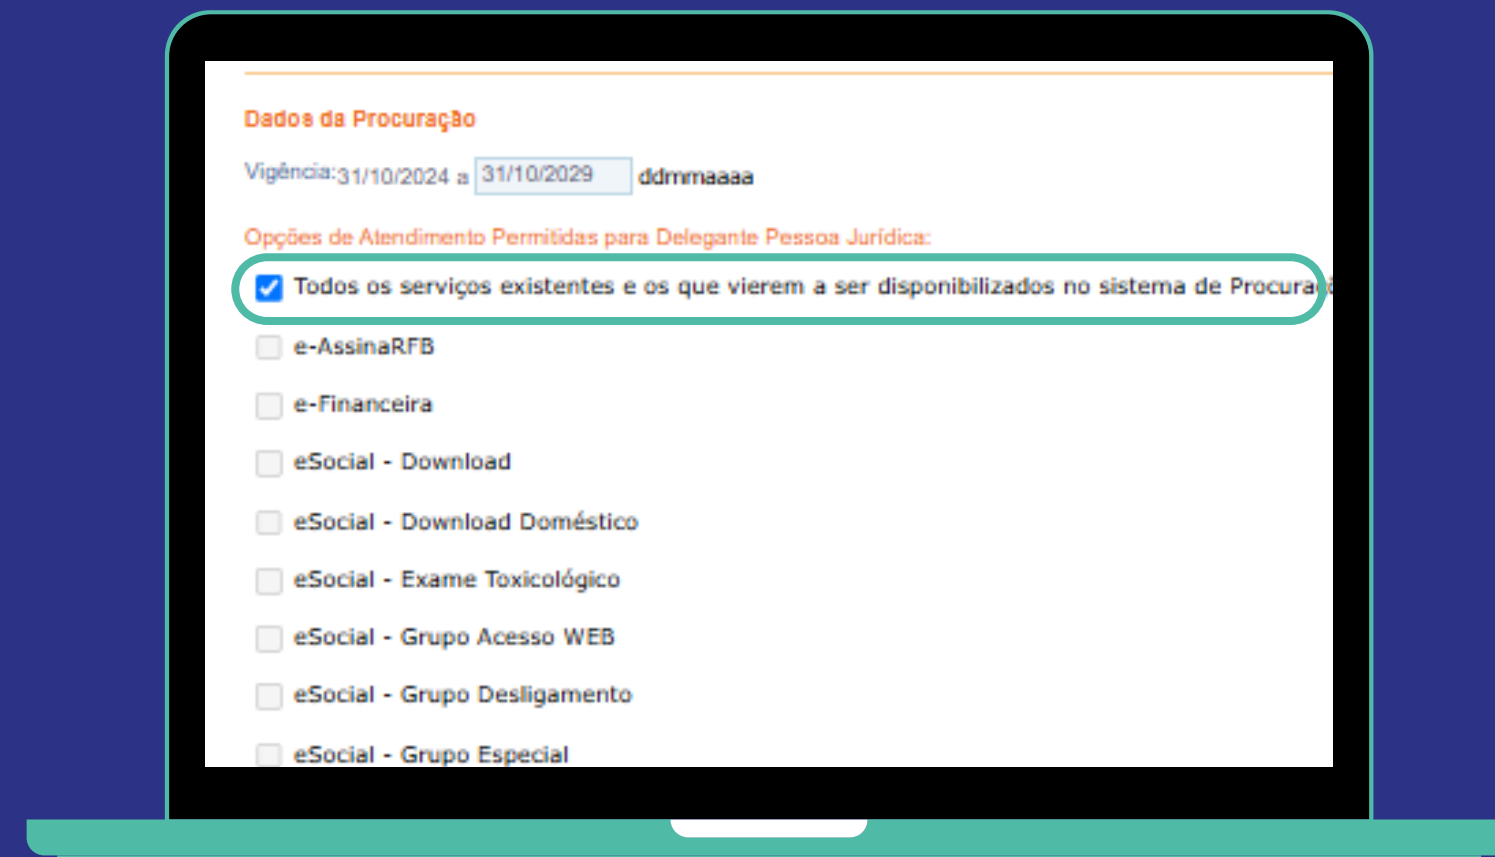 Dados da Procuração
Vigência: 31/10/2024 a 31/10/2029 ddmmaaaa
Opções de Atendimento Permitidas para Delegante Pessoa Jurídica:
Todos os serviços existentes e os que vierem a ser disponibilizados no sistema de
e-AssinaRFB
e-Financeira
eSocial - Download
eSocial - Download Doméstico
eSocial - Exame Toxicológico
eSocial - Grupo Acesso WEB
eSocial - Grupo Desligamento
eSocial - Grupo Especial